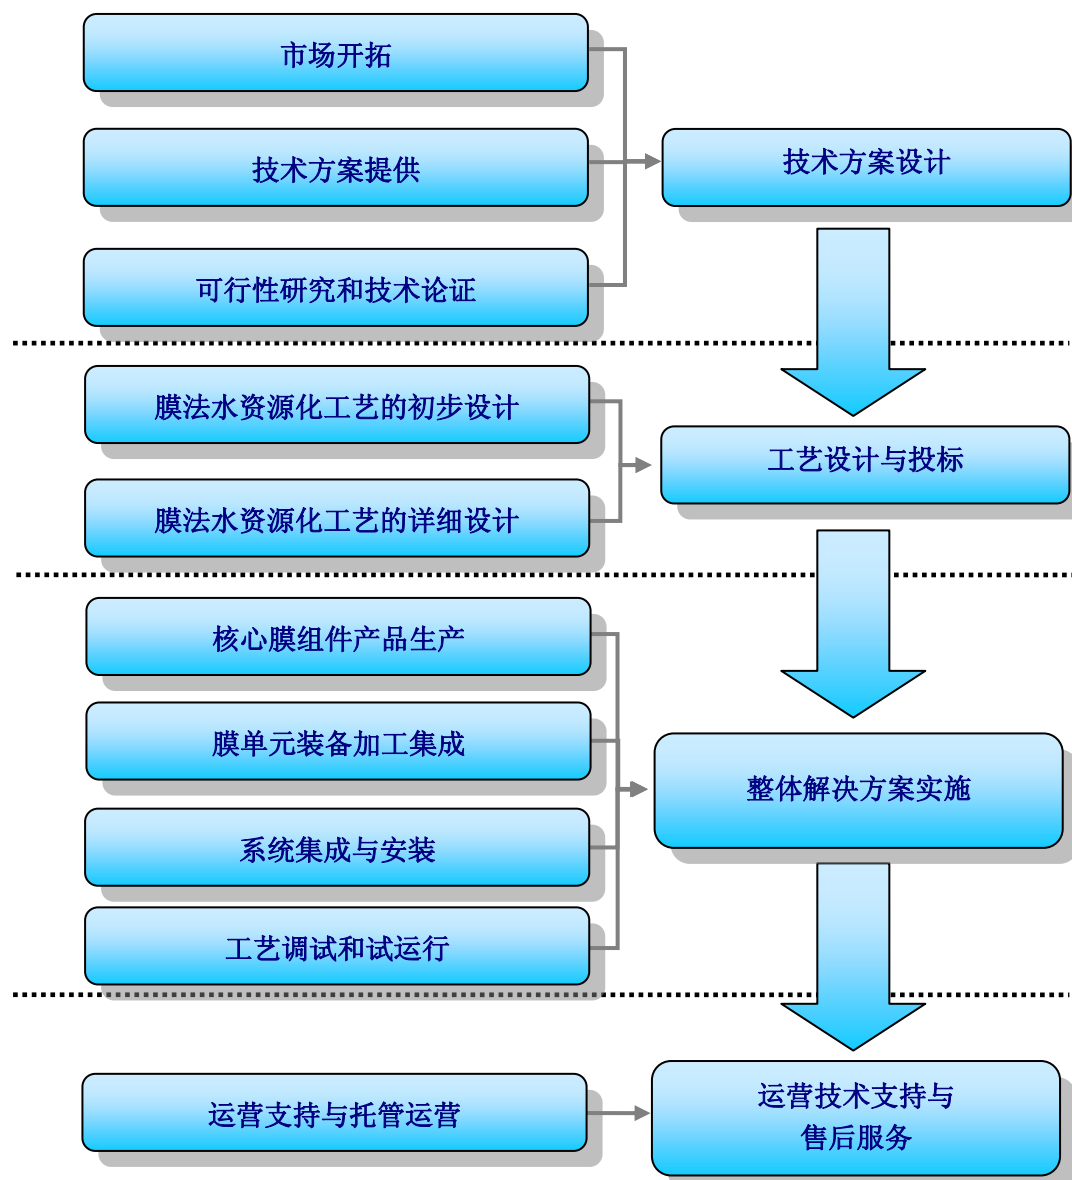 市场开拓
技术方案提供
可行性研究和技术论证
技术方案设计
膜法水资源化工艺的初步设计
膜法水资源化工艺的详细设计
工艺设计与投标
核心膜组件产品生产
膜单元装备加工集成
系统集成与安装
工艺调试和试运行
整体解决方案实施
运营支持与托管运营
运营技术支持与
售后服务